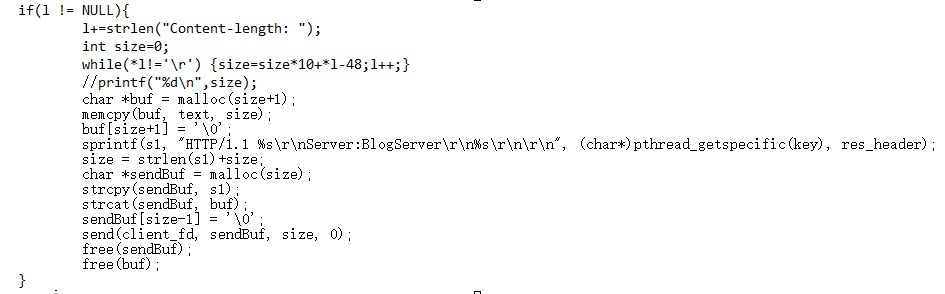 if(l != NULL){
l+=strlen("Content-length: ");
int size=0;
while(*l!='\r') {size=size*10+*l-48;l++;}
//printf("%d\n",size);
char *buf = malloc(size+1);
memcpy(buf, text, size);
buf[size+1] = '\0';
sprintf(s1, "HTTP/1.1 %s\r\nServer:BlogServer\r\n%s\r\n\r\n", (char*)pthread_getspecific(key), res_header);
size = strlen(s1)+size;
char *sendBuf = malloc(size);
strcpy(sendBuf, s1);
strcat(sendBuf, buf);
sendBuf[size-1] = '\0';
send(client_fd, sendBuf, size, 0);
free(sendBuf);
free(buf);
}